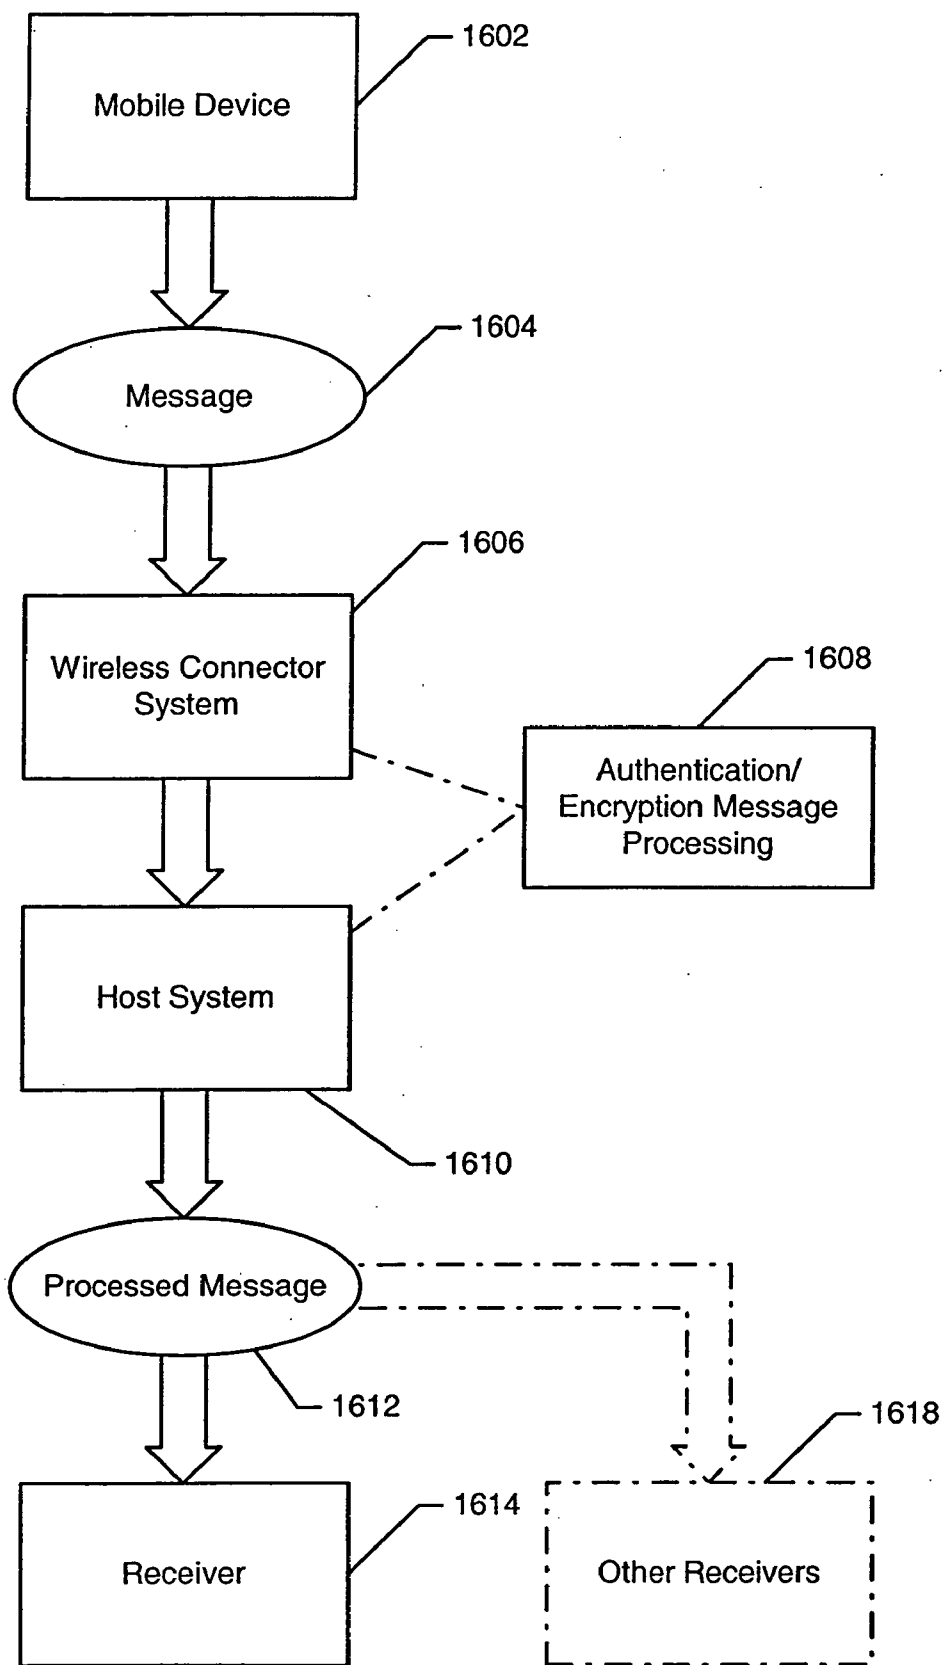 1602
Mobile Device
1604
Message
1606
Wireless Connector
System
1608
Authentication/
Encryption Message
Processing
Host System
1610
Processed Message
1612
1618
1614
Receiver
Other Receivers